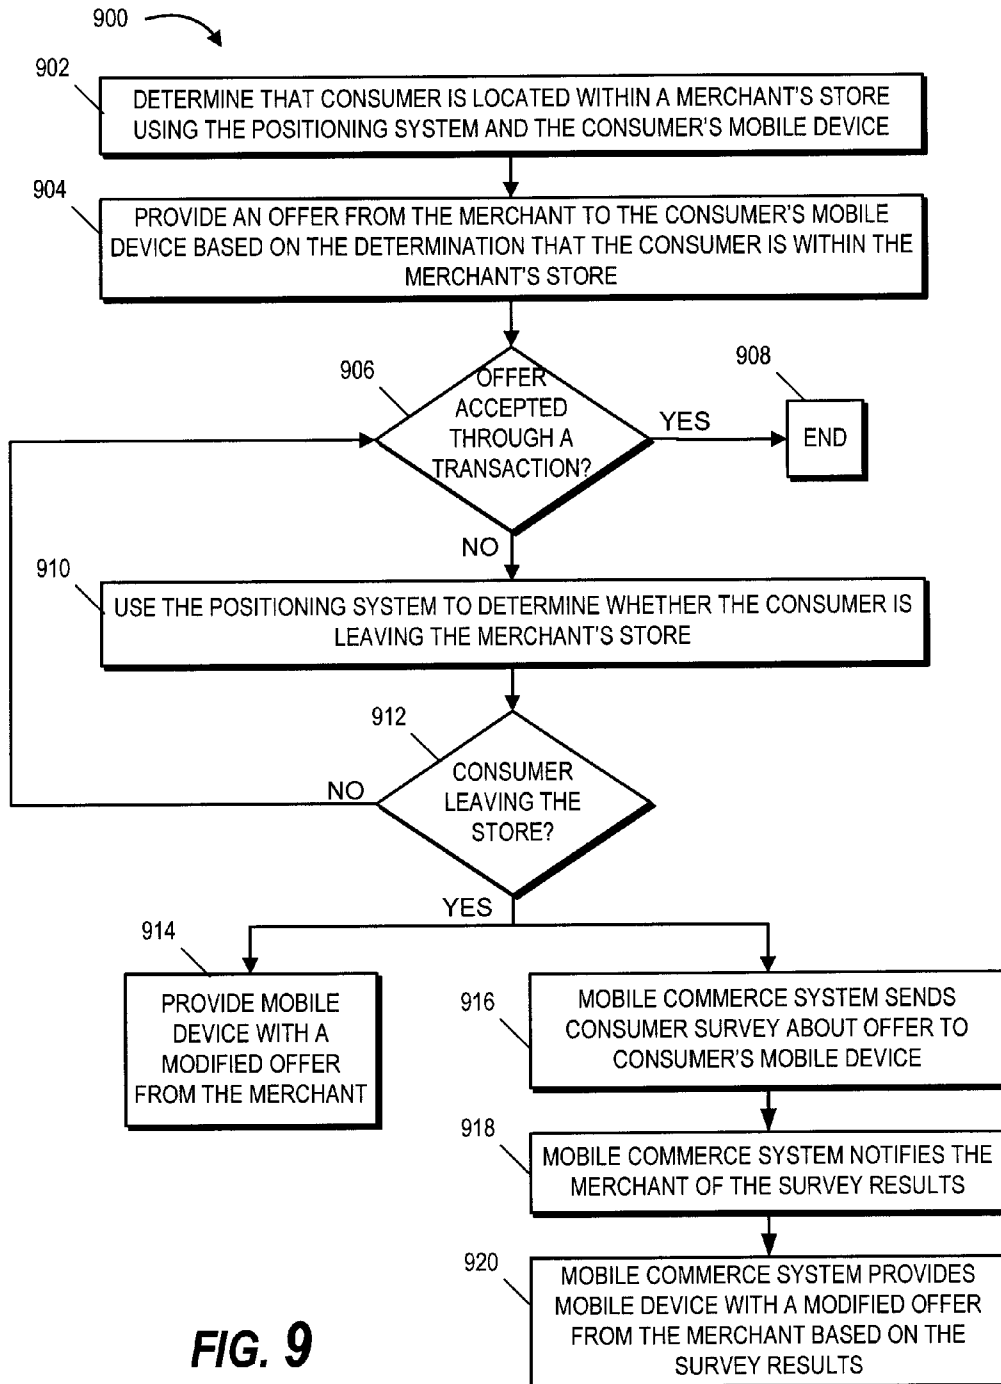 900
902
DETERMINE THAT CONSUMER IS LOCATED WITHIN A MERCHANT'S STORE
USING THE POSITIONING SYSTEM AND THE CONSUMER'S MOBILE DEVICE
904
PROVIDE AN OFFER FROM THE MERCHANT TO THE CONSUMER'S MOBILE
DEVICE BASED ON THE DETERMINATION THAT THE CONSUMER IS WITHIN THE
MERCHANT'S STORE
906
OFFER
ACCEPTED
THROUGH A
TRANSACTION?
YES
908
END
NO
910
USE THE POSITIONING SYSTEM TO DETERMINE WHETHER THE CONSUMER IS
LEAVING THE MERCHANT'S STORE
912
CONSUMER
LEAVING THE
STORE?
NO
YES
914
PROVIDE MOBILE
DEVICE WITH A
MODIFIED OFFER
FROM THE MERCHANT
916
MOBILE COMMERCE SYSTEM SENDS
CONSUMER SURVEY ABOUT OFFER TO
CONSUMER'S MOBILE DEVICE
918
MOBILE COMMERCE SYSTEM NOTIFIES THE
MERCHANT OF THE SURVEY RESULTS
920
MOBILE COMMERCE SYSTEM PROVIDES
MOBILE DEVICE WITH A MODIFIED OFFER
FROM THE MERCHANT BASED ON THE
SURVEY RESULTS
FIG. 9